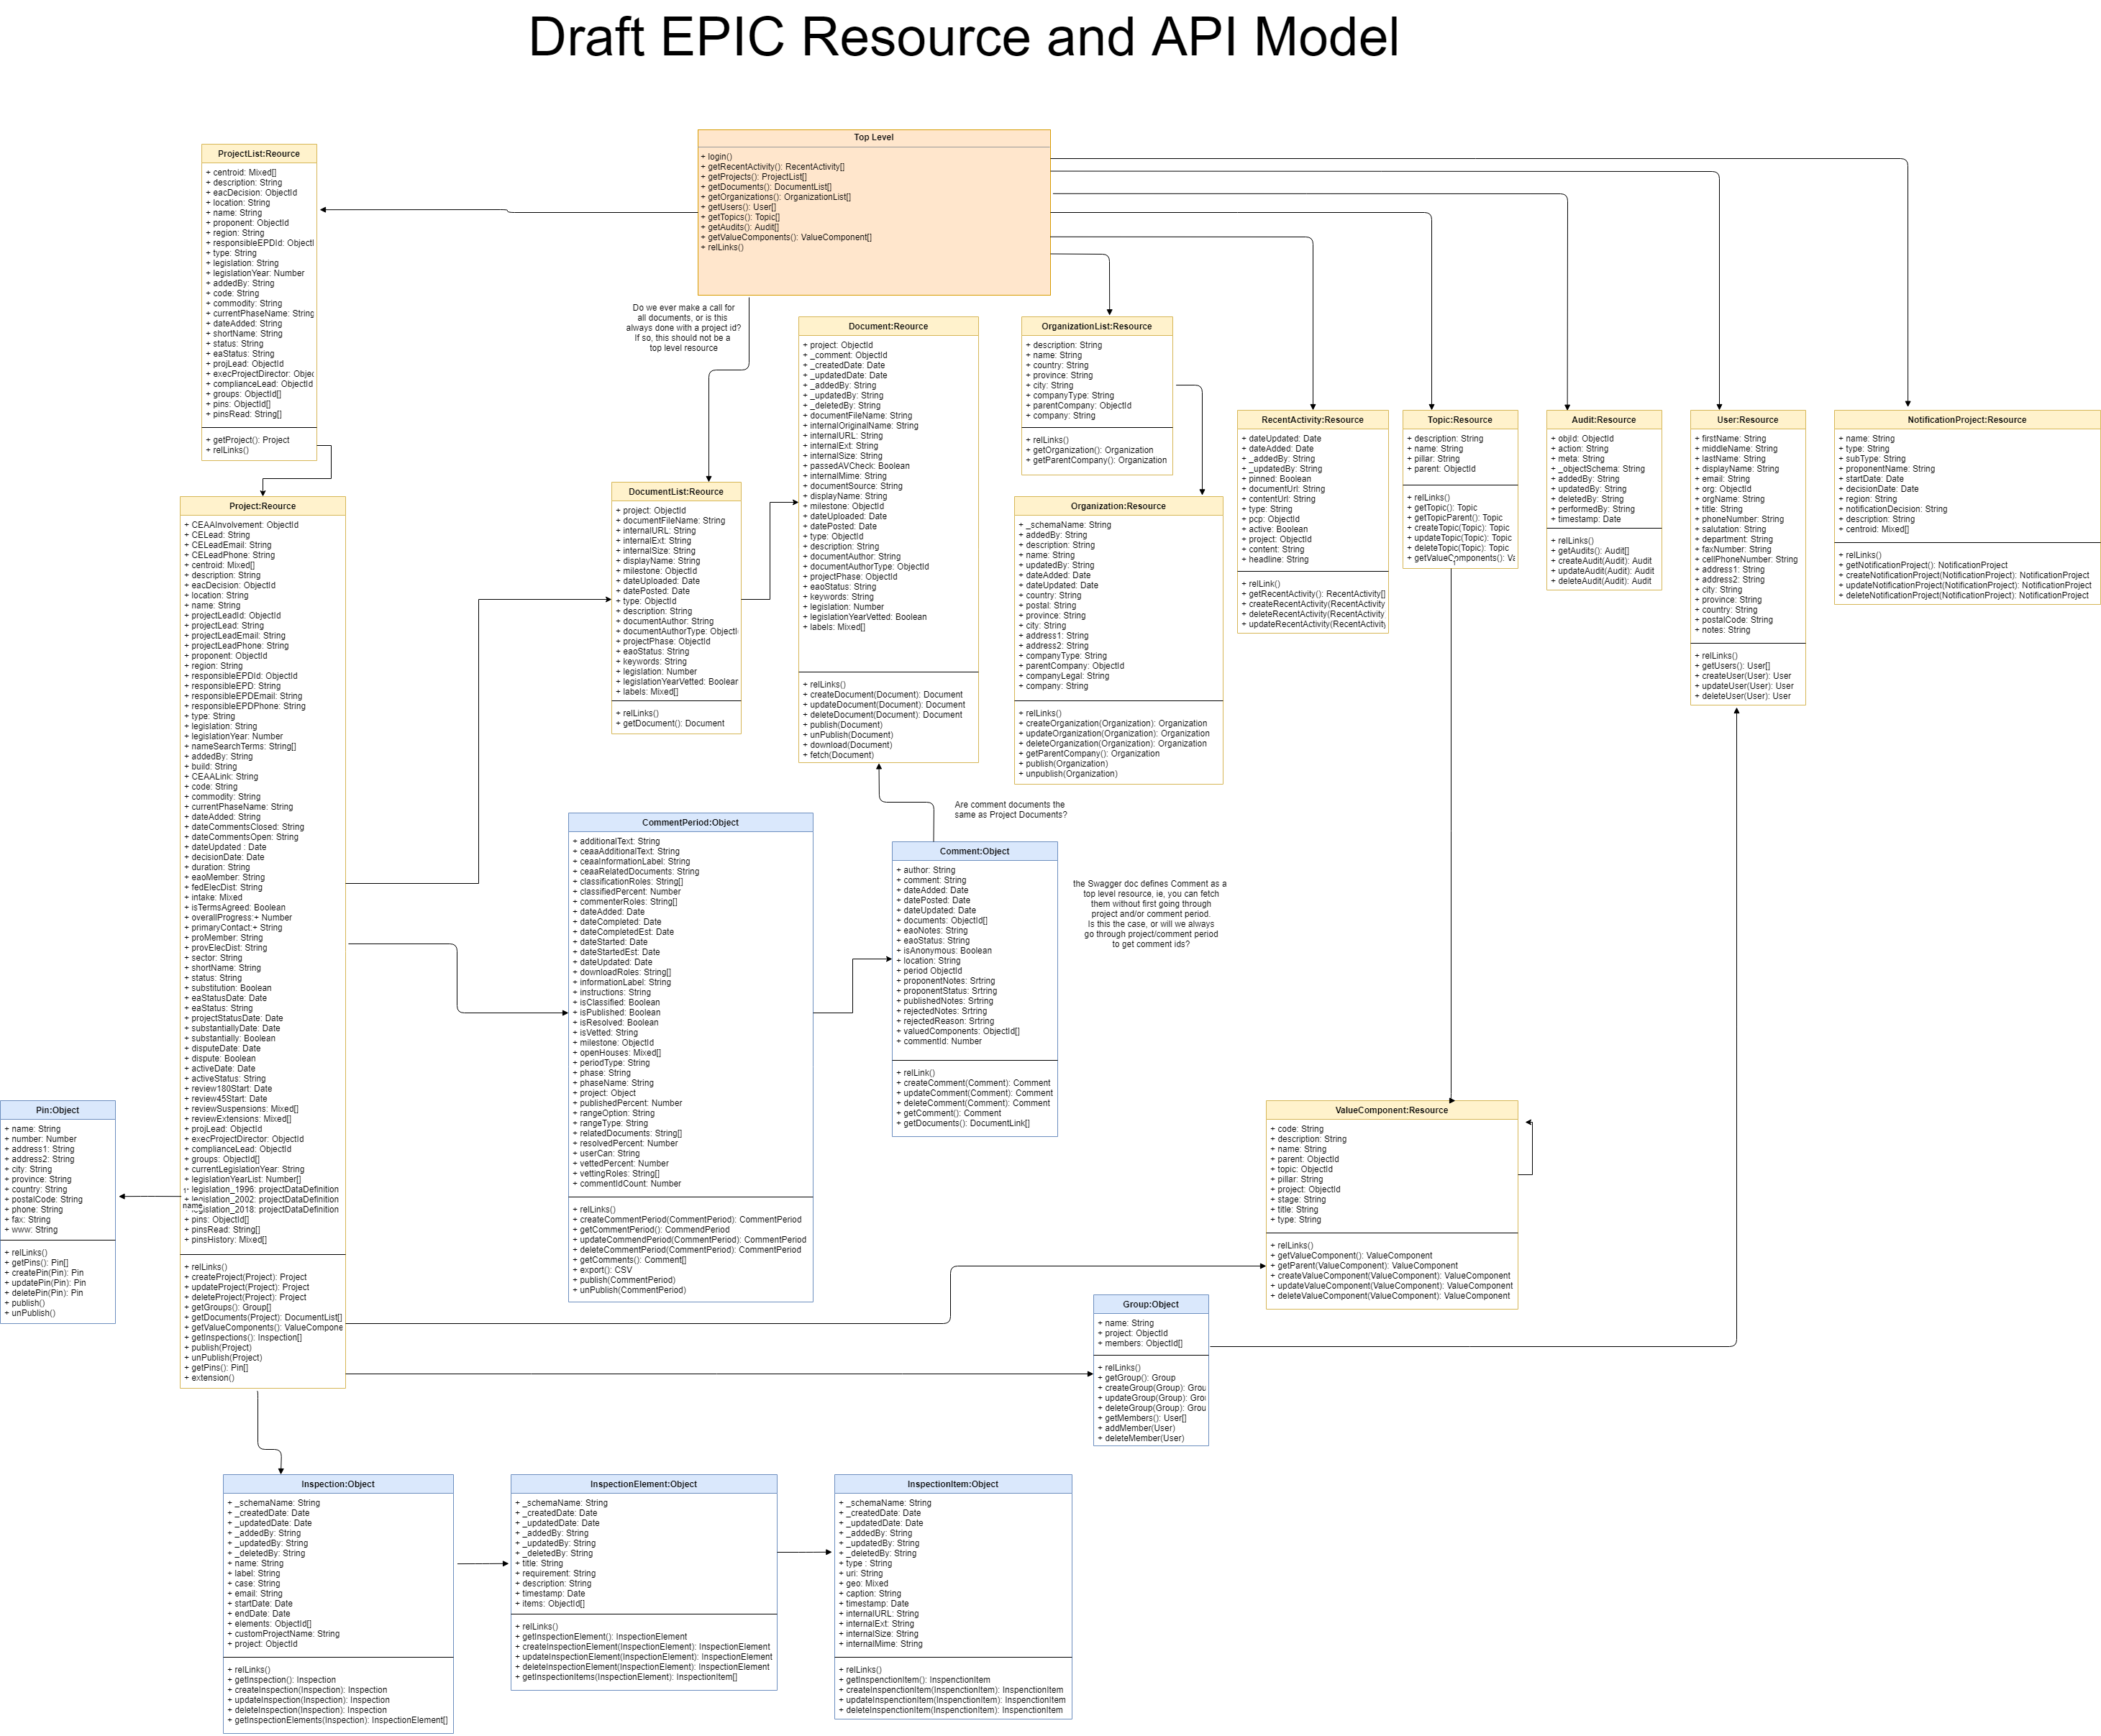 Draft EPIC Resource and API Model
Top Level
+ login()
+ getRecentActivity(): RecentActivity[]
+ getProjects(): ProjectList[]
+ getDocuments(): DocumentList[]
+ getOrganizations(): OrganizationList[]
+ getUsers(): User[]
+ getTopics(): Topic[]
+ getAudits(): Audit[]
+ getValueComponents(): ValueComponent[]
+ relLinks()
ProjectList:Reource
+ centroid: Mixed[]
+ description: String
+ eacDecision: ObjectId
+ location: String
+ name: String
+ proponent: ObjectId
+ region: String
+ responsibleEPDId: ObjectI
+ type: String
+ legislation: String
+ legislationYear: Number
+ addedBy: String
+ code: String
+ commodity: String
+ currentPhaseName: String
+ dateAdded: String
+ shortName: String
+ status: String
+ eaStatus: String
+ projLead: ObjectId
+ execProjectDirector: Objec
+ complianceLead: ObjectId
+ groups: ObjectId[]
+ pins: ObjectId[]
+ pinsRead: String[]
+ getProject(): Project
+ relLinks()
Do we ever make a call for
all documents, or is this
always done with a project id?
If so, this should not be a
top level resource
Document:Reource
+ project: ObjectId
+ _comment: ObjectId
+ _createdDate: Date
+ _updatedDate: Date
+ _addedBy: String
+ _updatedBy: String
+ _deletedBy: String
+ documentFileName: String
+ internalOriginalName: String
+ internalURL: String
+ internalExt: String
+ internalSize: String
+ passedAVCheck: Boolean
+ internalMime: String
+ documentSource: String
+ displayName: String
+ milestone: ObjectId
+ dateUploaded: Date
+ datePosted: Date
+ type: ObjectId
+ description: String
+ documentAuthor: String
+ documentAuthorType: ObjectId
+ projectPhase: ObjectId
+ eaoStatus: String
+ keywords: String
+ legislation: Number
+ legislationYearVetted: Boolean
+ labels: Mixed[]
+ relLinks()
+ createDocument(Document): Document
+ updateDocument(Document): Document
+ deleteDocument(Document): Document
+ publish(Document)
+ unPublish(Document)
+ download(Document)
+ fetch(Document)
OrganizationList:Resource
+ description: String
+ name: String
+ country: String
+ province: String
+ city: String
+ companyType: String
+ parentCompany: ObjectId
+ company: String
+ relLinks()
+ getOrganization(): Organization
+ getParentCompany(): Organization
RecentActivity:Resource
+ dateUpdated: Date
+ dateAdded: Date
+ _addedBy: String
+ _updatedBy: String
+ pinned: Boolean
+ documentUrl: String
+ contentUrl: String
+ type: String
+ pcp: ObjectId
+ active: Boolean
+ project: ObjectId
+ content: String
+ headline: String
+ relLink()
+ getRecentActivity(): RecentActivity[]
+ createRecentActivity(RecentActivity
+ deleteRecentActivity(RecentActivity
+ updateRecentActivity(RecentActivity
Topic:Resource
+ description: String
+ name: String
+ pillar: String
+ parent: ObjectId
+ relLinks()
+ getTopic(): Topic
+ getTopicParent(): Topic
+ createTopic(Topic): Topic
+ updateTopic(Topic): Topic
+ deleteTopic(Topic): Topic
+ getValueComponents(): Va
Audit:Resource
+ objId: ObjectId
+ action: String
+ meta: String
+ _objectSchema: String
+ addedBy: String
+ updatedBy: String
+ deletedBy: String
+ performedBy: String
+ timestamp: Date
+ relLinks()
+ getAudits(): Audit[]
+ createAudit(Audit): Audit
+ updateAudit(Audit): Audit
+ deleteAudit(Audit): Audit
User:Resource
+ firstName: String
+ middleName: String
+ lastName: String
+ displayName: String
+ email: String
+ org: ObjectId
+ orgName: String
+ title: String
+ phoneNumber: String
+ salutation: String
+ department: String
+ faxNumber: String
+ cellPhoneNumber: String
+ address1: String
+ address2: String
+ city: String
+ province: String
+ country: String
+ postalCode: String
+ notes: String
+ relLinks()
+ getUsers(): User[]
+ createUser(User): User
+ updateUser(User): User
+ deleteUser(User): User
NotificationProject:Resource
+ name: String
+ type: String
+ subType: String
+ proponentName: String
+ startDate: Date
+ decisionDate: Date
+ region: String
+ notificationDecision: String
+ description: String
+ centroid: Mixed[]
+ relLinks()
+ getNotificationProject(): NotificationProject
+ createNotificationProject(NotificationProject): NotificationProject
+ updateNotificationProject(NotificationProject): NotificationProject
+ deleteNotificationProject(NotificationProject): NotificationProject
DocumentList:Reource
+ project: ObjectId
+ documentFileName: String
+ internalURL: String
+ internalExt: String
+ internalSize: String
+ displayName: String
+ milestone: ObjectId
+ dateUploaded: Date
+ datePosted: Date
+ type: ObjectId
+ description: String
+ documentAuthor: String
+ documentAuthorType: ObjectI
+ projectPhase: ObjectId
+ eaoStatus: String
+ keywords: String
+ legislation: Number
+ legislationYearVetted: Boolean
+ labels: Mixed[]
+ relLinks()
+ getDocument(): Document
Organization:Resource
+ _schemaName: String
+ addedBy: String
+ description: String
+ name: String
+ updatedBy: String
+ dateAdded: Date
+ dateUpdated: Date
+ country: String
+ postal: String
+ province: String
+ city: String
+ address1: String
+ address2: String
+ companyType: String
+ parentCompany: ObjectId
+ companyLegal: String
+ company: String
+ relLinks()
+ createOrganization(Organization): Organization
+ updateOrganization(Organization): Organization
+ deleteOrganization(Organization): Organization
+ getParentCompany(): Organization
+ publish(Organization)
+ unpublish(Organization)
Project:Reource
+ CEAAInvolvement: ObjectId
+ CELead: String
+ CELeadEmail: String
+ CELeadPhone: String
+ centroid: Mixed[]
+ description: String
+ eacDecision: ObjectId
+ location: String
+ name: String
+ projectLeadId: ObjectId
+ projectLead: String
+ projectLeadEmail: String
+ projectLeadPhone: String
+ proponent: ObjectId
+ region: String
+ responsibleEPDId: ObjectId
+ responsibleEPD: String
+ responsibleEPDEmail: String
+ responsibleEPDPhone: String
+ type: String
+ legislation: String
+ legislationYear: Number
+ nameSearchTerms: String[]
+ addedBy: String
+ build: String
+ CEAALink: String
+ code: String
+ commodity: String
+ currentPhaseName: String
+ dateAdded: String
+ dateCommentsClosed: String
+ dateCommentsOpen: String
+ dateUpdated : Date
+ decisionDate: Date
+ duration: String
+ eaoMember: String
+ fedElecDist: String
+ intake: Mixed
+ isTermsAgreed: Boolean
+ overallProgress:+ Number
+ primaryContact:+ String
+ proMember: String
+ provElecDist: String
+ sector: String
+ shortName: String
+ status: String
+ substitution: Boolean
+ eaStatusDate: Date
+ eaStatus: String
+ projectStatusDate: Date
+ substantiallyDate: Date
+ substantially: Boolean
+ disputeDate: Date
+ dispute: Boolean
+ activeDate: Date
+ activeStatus: String
+ review180Start: Date
+ review45Start: Date
+ reviewSuspensions: Mixed[]
+ reviewExtensions: Mixed[]
+ projLead: ObjectId
+ execProjectDirector: ObjectId
+ complianceLead: ObjectId
+ groups: ObjectId[]
+ currentLegislationYear: String
+ legislationYearList: Number[]
legislation_1996: projectDataDefinition
legislation_2002: projectDataDefinition
name
legislation_2018: projectDataDefinition
+ pins: ObjectId[]
+ pinsRead: String[]
+ pinsHistory: Mixed[]
+ relLinks()
+ createProject(Project): Project
+ updateProject(Project): Project
+ deleteProject(Project): Project
+ getGroups(): Group[]
+ getDocuments(Project): DocumentList[]
+ getValueComponents(): ValueCompone
+ getInspections(): Inspection[]
+ publish(Project)
+ unPublish(Project)
+ getPins(): Pin[]
+ extension()
Are comment documents the
same as Project Documents?
CommentPeriod:Object
+ additionalText: String
+ ceaaAdditionalText: String
+ ceaaInformationLabel: String
+ ceaaRelatedDocuments: String
+ classificationRoles: String[]
+ classifiedPercent: Number
+ commenterRoles: String[]
+ dateAdded: Date
+ dateCompleted: Date
+ dateCompletedEst: Date
+ dateStarted: Date
+ dateStartedEst: Date
+ dateUpdated: Date
+ downloadRoles: String[]
+ informationLabel: String
+ instructions: String
+ isClassified: Boolean
+ isPublished: Boolean
+ isResolved: Boolean
+ isVetted: String
+ milestone: ObjectId
+ openHouses: Mixed[]
+ periodType: String
+ phase: String
+ phaseName: String
+ project: Object
+ publishedPercent: Number
+ rangeOption: String
+ rangeType: String
+ relatedDocuments: String[]
+ resolvedPercent: Number
+ userCan: String
+ vettedPercent: Number
+ vettingRoles: String[]
+ commentIdCount: Number
+ relLinks()
+ createCommentPeriod(CommentPeriod): CommentPeriod
+ getCommentPeriod(): CommendPeriod
+ updateCommendPeriod(CommentPeriod): CommentPeriod
+ deleteCommentPeriod(CommentPeriod): CommentPeriod
+ getComments(): Comment[]
+ export(): CSV
+ publish(CommentPeriod)
+ unPublish(CommentPeriod)
Comment:Object
+ author: String
+ comment: String
+ dateAdded: Date
+ datePosted: Date
+ dateUpdated: Date
+ documents: ObjectId[]
+ eaoNotes: String
+ eaoStatus: String
+ isAnonymous: Boolean
+ location: String
+ period ObjectId
+ proponentNotes: Srtring
+ proponentStatus: Srtring
+ publishedNotes: Srtring
+ rejectedNotes: Srtring
+ rejectedReason: Srtring
+ valuedComponents: ObjectId[]
+ commentId: Number
+ relLink()
+ createComment(Comment): Comment
+ updateComment(Comment): Comment
+ deleteComment(Comment): Comment
+ getComment(): Comment
+ getDocuments(): DocumentLink[]
the Swagger doc defines Comment as a
top level resource, ie, you can fetch
them without first going through
project and/or comment period.
Is this the case, or will we always
go through project/comment period
to get comment ids?
Pin:Object
+ name: String
+ number: Number
+ address1: String
+ address2: String
+ city: String
+ province: String
+ country: String
+ postalCode: String
+ phone: String
+ fax: String
+ www: String
+ relLinks()
+ getPins(): Pin[]
+ createPin(Pin): Pin
+ updatePin(Pin): Pin
+ deletePin(Pin): Pin
+ publish()
+ unPublish()
ValueComponent:Resource
+ code: String
+ description: String
+ name: String
+ parent: ObjectId
+ topic: ObjectId
+ pillar: String
+ project: ObjectId
+ stage: String
+ title: String
+ type: String
+ relLinks()
+ getValueComponent(): ValueComponent
+ getParent(ValueComponent): ValueComponent
+ createValueComponent(ValueComponent): ValueComponent
+ updateValueComponent(ValueComponent): ValueComponent
+ deleteValueComponent(ValueComponent): ValueComponent
Group:Object
+ name: String
+ project: ObjectId
+ members: ObjectId[]
+ relLinks()
+ getGroup(): Group
+ createGroup(Group): Grou
+ updateGroup(Group): Grou
+ deleteGroup(Group): Grou
+ getMembers(): User[]
+ addMember(User)
+ deleteMember(User)
Inspection:Object
+ _schemaName: String
+ _createdDate: Date
+ _updatedDate: Date
+ _addedBy: String
+ _updatedBy: String
+ _deletedBy: String
+ name: String
+ label: String
+ case: String
+ email: String
+ startDate: Date
+ endDate: Date
+ elements: ObjectId[]
+ customProjectName: String
+ project: ObjectId
+ relLinks()
+ getInspection(): Inspection
+ createInspection(Inspection): Inspection
+ updateInspection(Inspection): Inspection
+ deleteInspection(Inspection): Inspection
+ getInspectionElements(Inspection): InspectionElement[]
InspectionElement:Object
+ _schemaName: String
+ _createdDate: Date
+ _updatedDate: Date
+ _addedBy: String
+ _updatedBy: String
+ _deletedBy: String
+ title: String
+ requirement: String
+ description: String
+ timestamp: Date
+ items: ObjectId[]
+ relLinks()
+ getInspectionElement(): InspectionElement
+ createInspectionElement(InspectionElement): InspectionElement
+ updateInspectionElement(InspectionElement): InspectionElement
+ deleteInspectionElement(InspectionElement): InspectionElement
+ getInspectionItems(InspectionElement): InspectionItem[]
InspectionItem:Object
+ _schemaName: String
+ _createdDate: Date
+ _updatedDate: Date
+ _addedBy: String
+ _updatedBy: String
+ _deletedBy: String
+ type : String
+ uri: String
+ geo: Mixed
+ caption: String
+ timestamp: Date
+ internalURL: String
+ internalExt: String
+ internalSize: String
+ internalMime: String
+ relLinks()
+ getInspenctionItem(): InspenctionItem
+ createInspenctionItem(InspenctionItem): InspenctionItem
+ updateInspenctionItem(InspenctionItem): InspenctionItem
+ deleteInspenctionItem(InspenctionItem): InspenctionItem